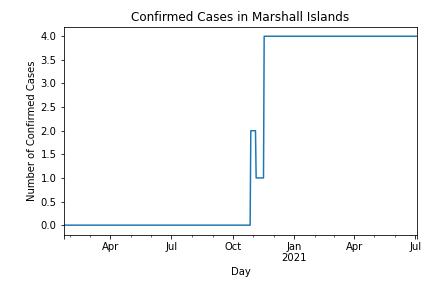 Confirmed Cases in Marshall Islands
4.0
3.5
3.0
2.5
2.0
1.5
1.0
0.5
0.0
Number of Confirmed Cases
Apr Jul Oct Jan Apr Jul
2021
Day